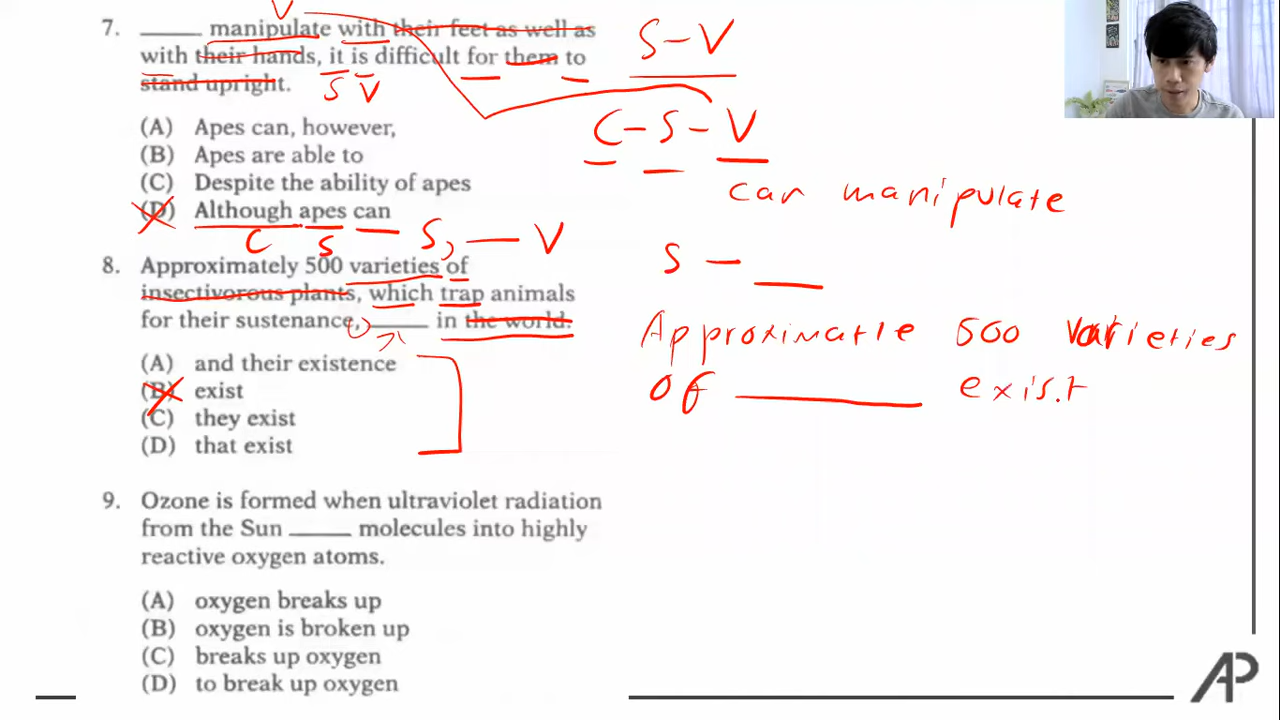 V
7. _____ manipulate with their feet as well as
with their hands, it is difficult for them to
stand upright.
S V
(A) Apes can, however,
(B) Apes are able to
(C) Despite the ability of apes
(D) Although apes can
C S S, — V
S – V
C – S – V
can manipulate
8. Approximately 500 varieties of
insectivorous plants, which trap animals
for their sustenance, _____ in the world.
(A) and their existence
(B) exist
(C) they exist
(D) that exist
S – __
Approximatle 500 varieties
of _____ exist
9. Ozone is formed when ultraviolet radiation
from the Sun _____ molecules into highly
reactive oxygen atoms.
(A) oxygen breaks up
(B) oxygen is broken up
(C) breaks up oxygen
(D) to break up oxygen
AP